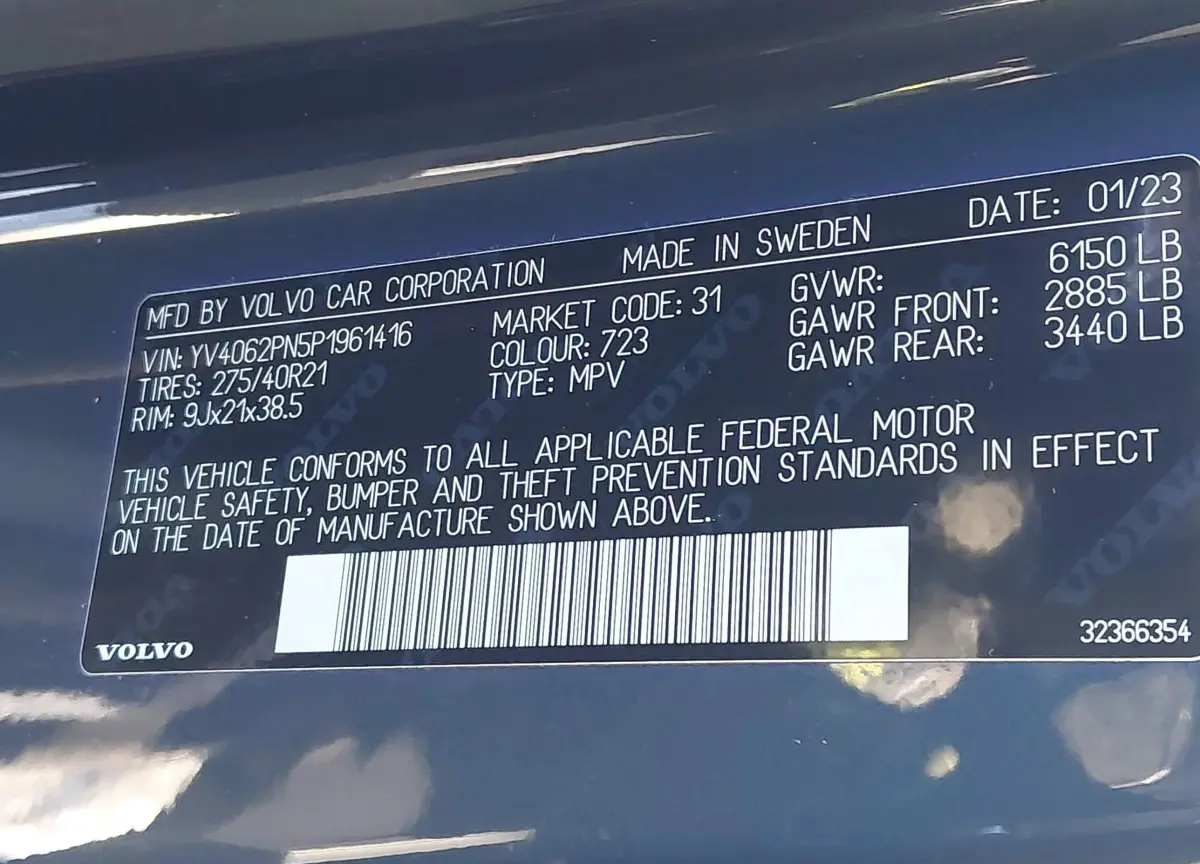 MFD BY VOLVO CAR CORPORATION MADE IN SWEDEN DATE: 01/23
VIN: YV4062PN5P1961416 MARKET CODE: 31 GVWR: 6150 LB
TIRES: 275/40R21 COLOUR: 723 GAWR FRONT: 2885 LB
RIM: 9Jx21x38.5 TYPE: MPV GAWR REAR: 3440 LB
THIS VEHICLE CONFORMS TO ALL APPLICABLE FEDERAL MOTOR
VEHICLE SAFETY, BUMPER AND THEFT PREVENTION STANDARDS IN EFFECT
ON THE DATE OF MANUFACTURE SHOWN ABOVE.
VOLVO 32366354